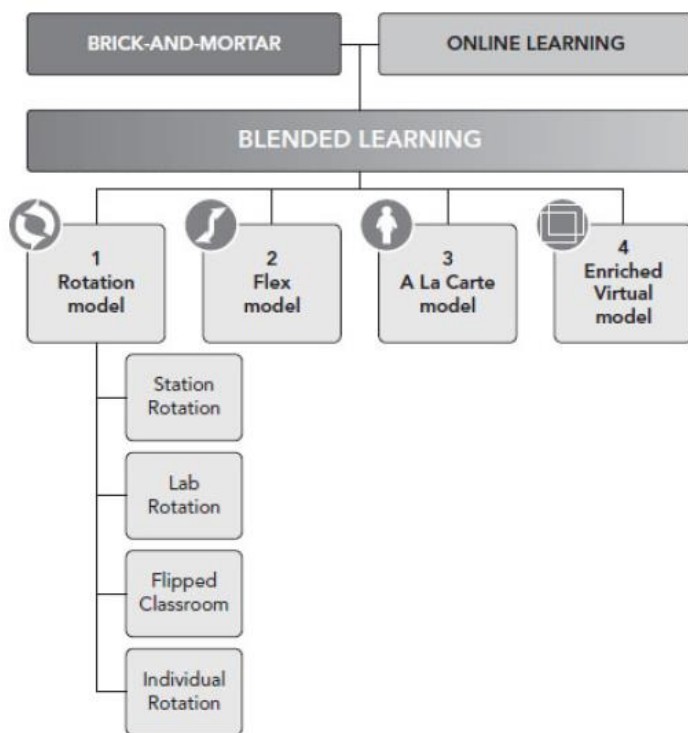 BRICK-AND-MORTAR
ONLINE LEARNING
BLENDED LEARNING
1
Rotation
model
2
Flex
model
3
A La Carte
model
4
Enriched
Virtual
model
Station
Rotation
Lab
Rotation
Flipped
Classroom
Individual
Rotation